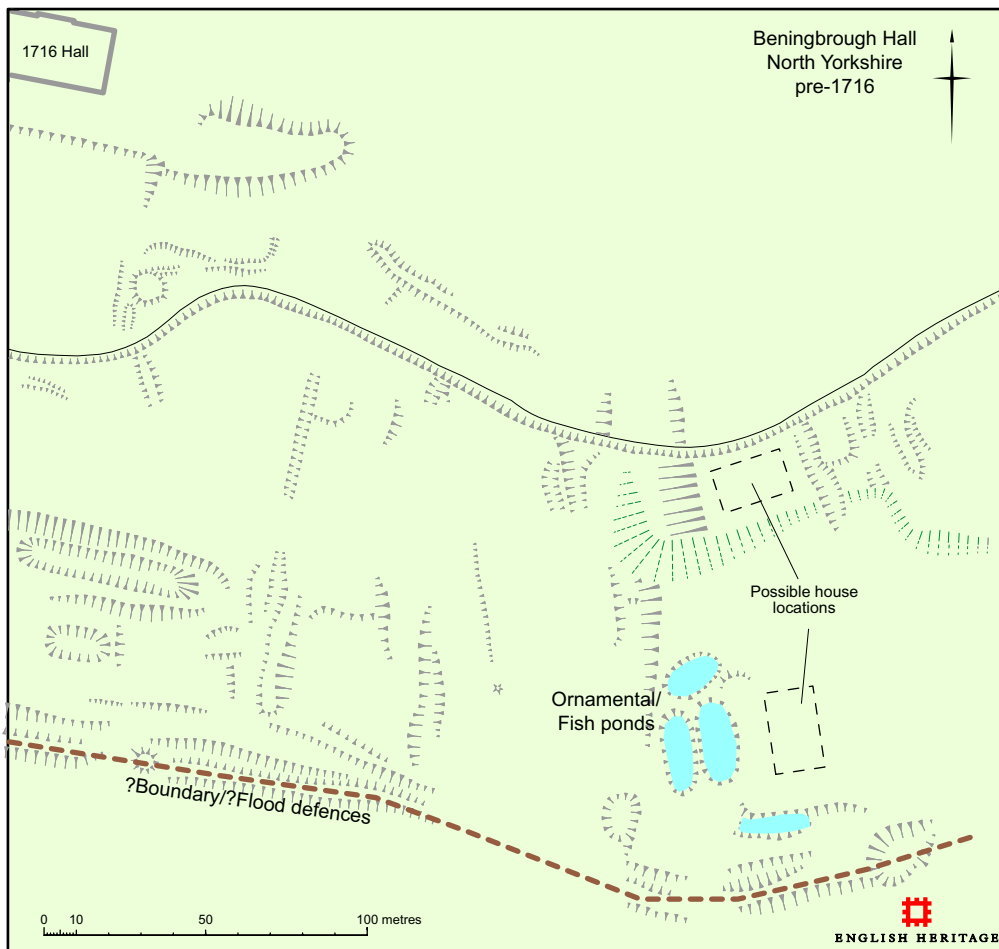 1716 Hall
Beningbrough Hall
North Yorkshire
pre-1716
Possible house
locations
Ornamental/
Fish ponds
?Boundary/?Flood defences
0 10 50 100 metres
ENGLISH HERITAGE